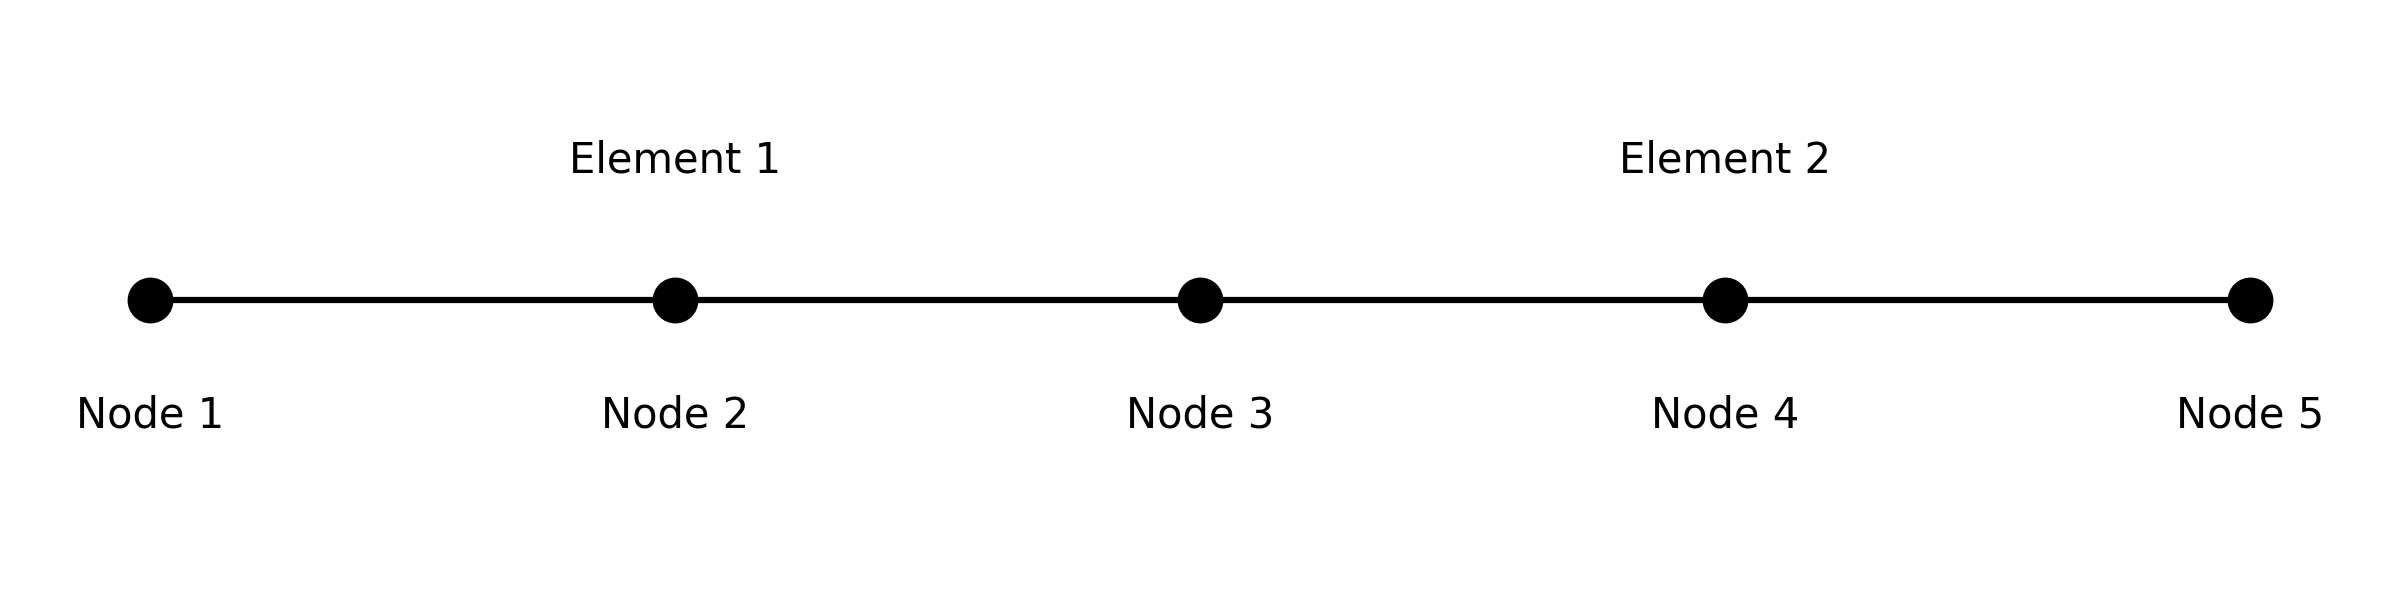 Element 1
Element 2
Node 1
Node 2
Node 3
Node 4
Node 5